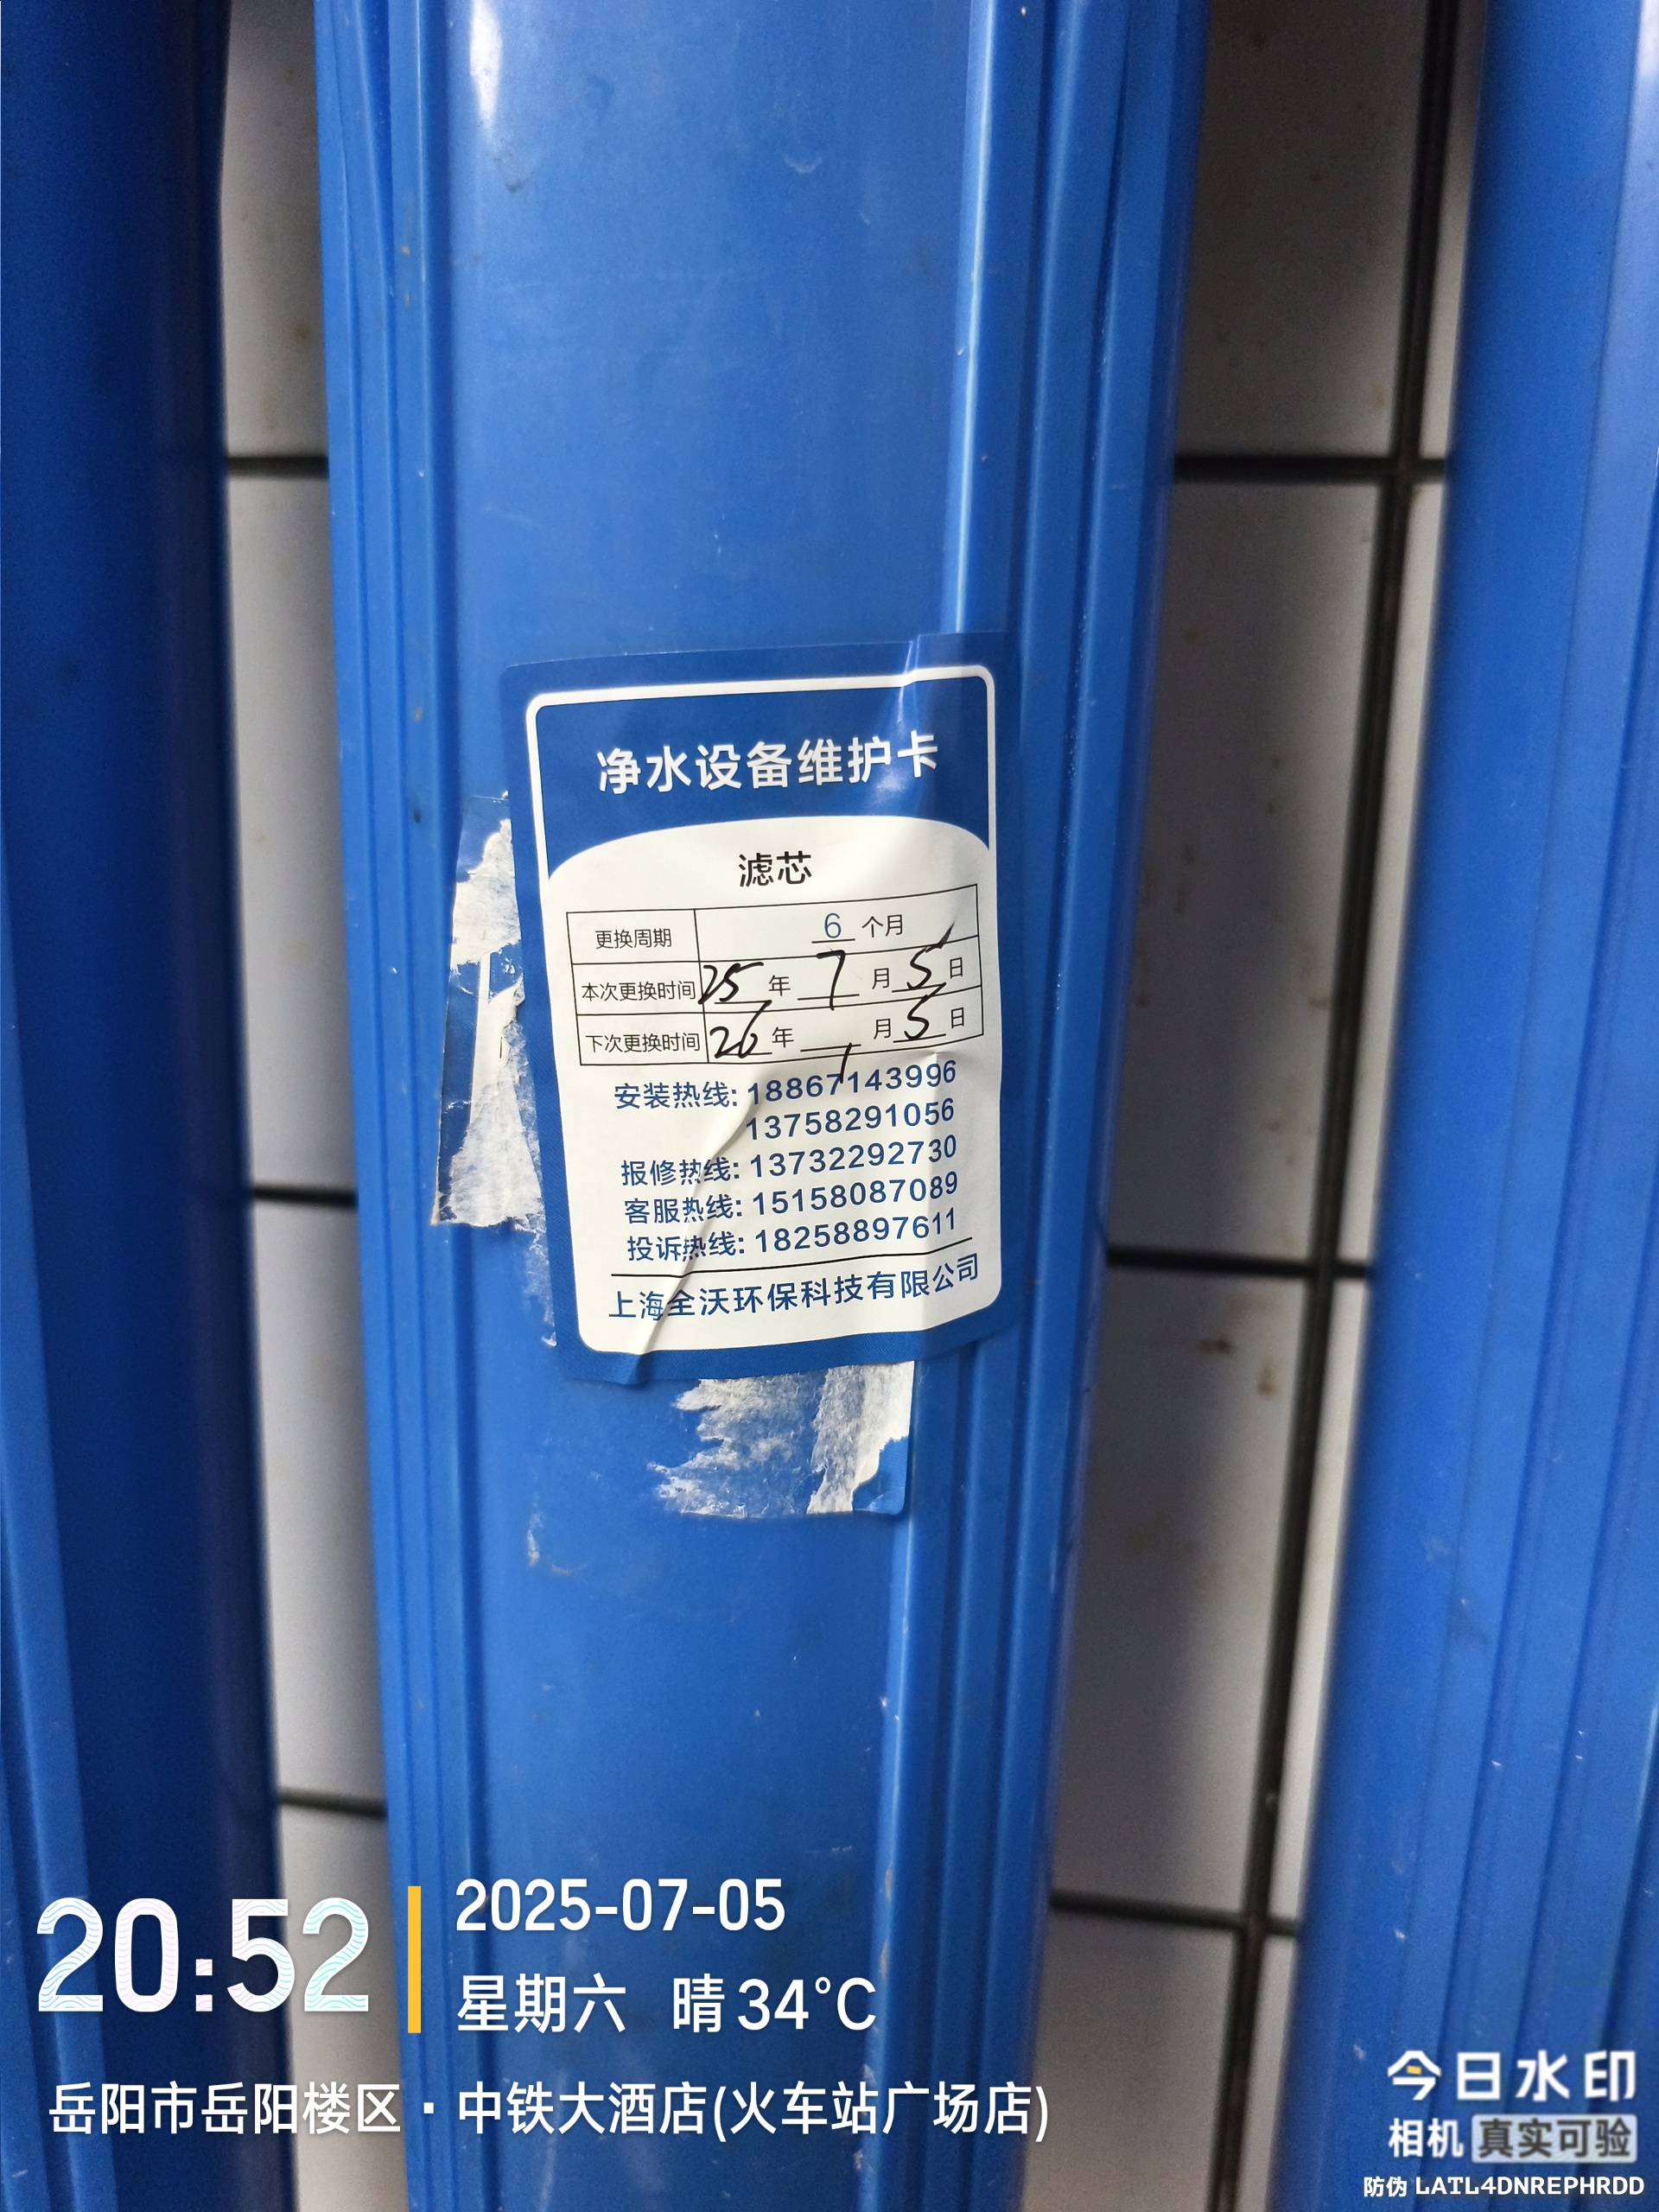 净水设备维护卡
滤芯
更换周期 6 个月
本次更换时间 25 年 7 月 5 日
下次更换时间 26 年 1 月 5 日
安装热线: 18867143996
13758291056
报修热线: 13732292730
客服热线: 15158087089
投诉热线: 18258897611
上海全沃环保科技有限公司
20:52
2025-07-05
星期六 晴 34°C
岳阳市岳阳楼区·中铁大酒店(火车站广场店)
今日水印
相机 真实可验
防伪 LATL4DNREPHRDD